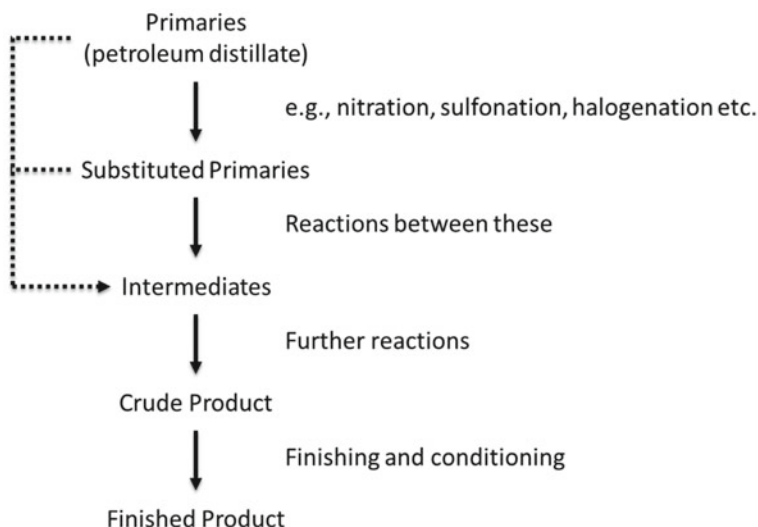 Primaries
(petroleum distillate)
e.g., nitration, sulfonation, halogenation etc.
Substituted Primaries
Reactions between these
Intermediates
Further reactions
Crude Product
Finishing and conditioning
Finished Product